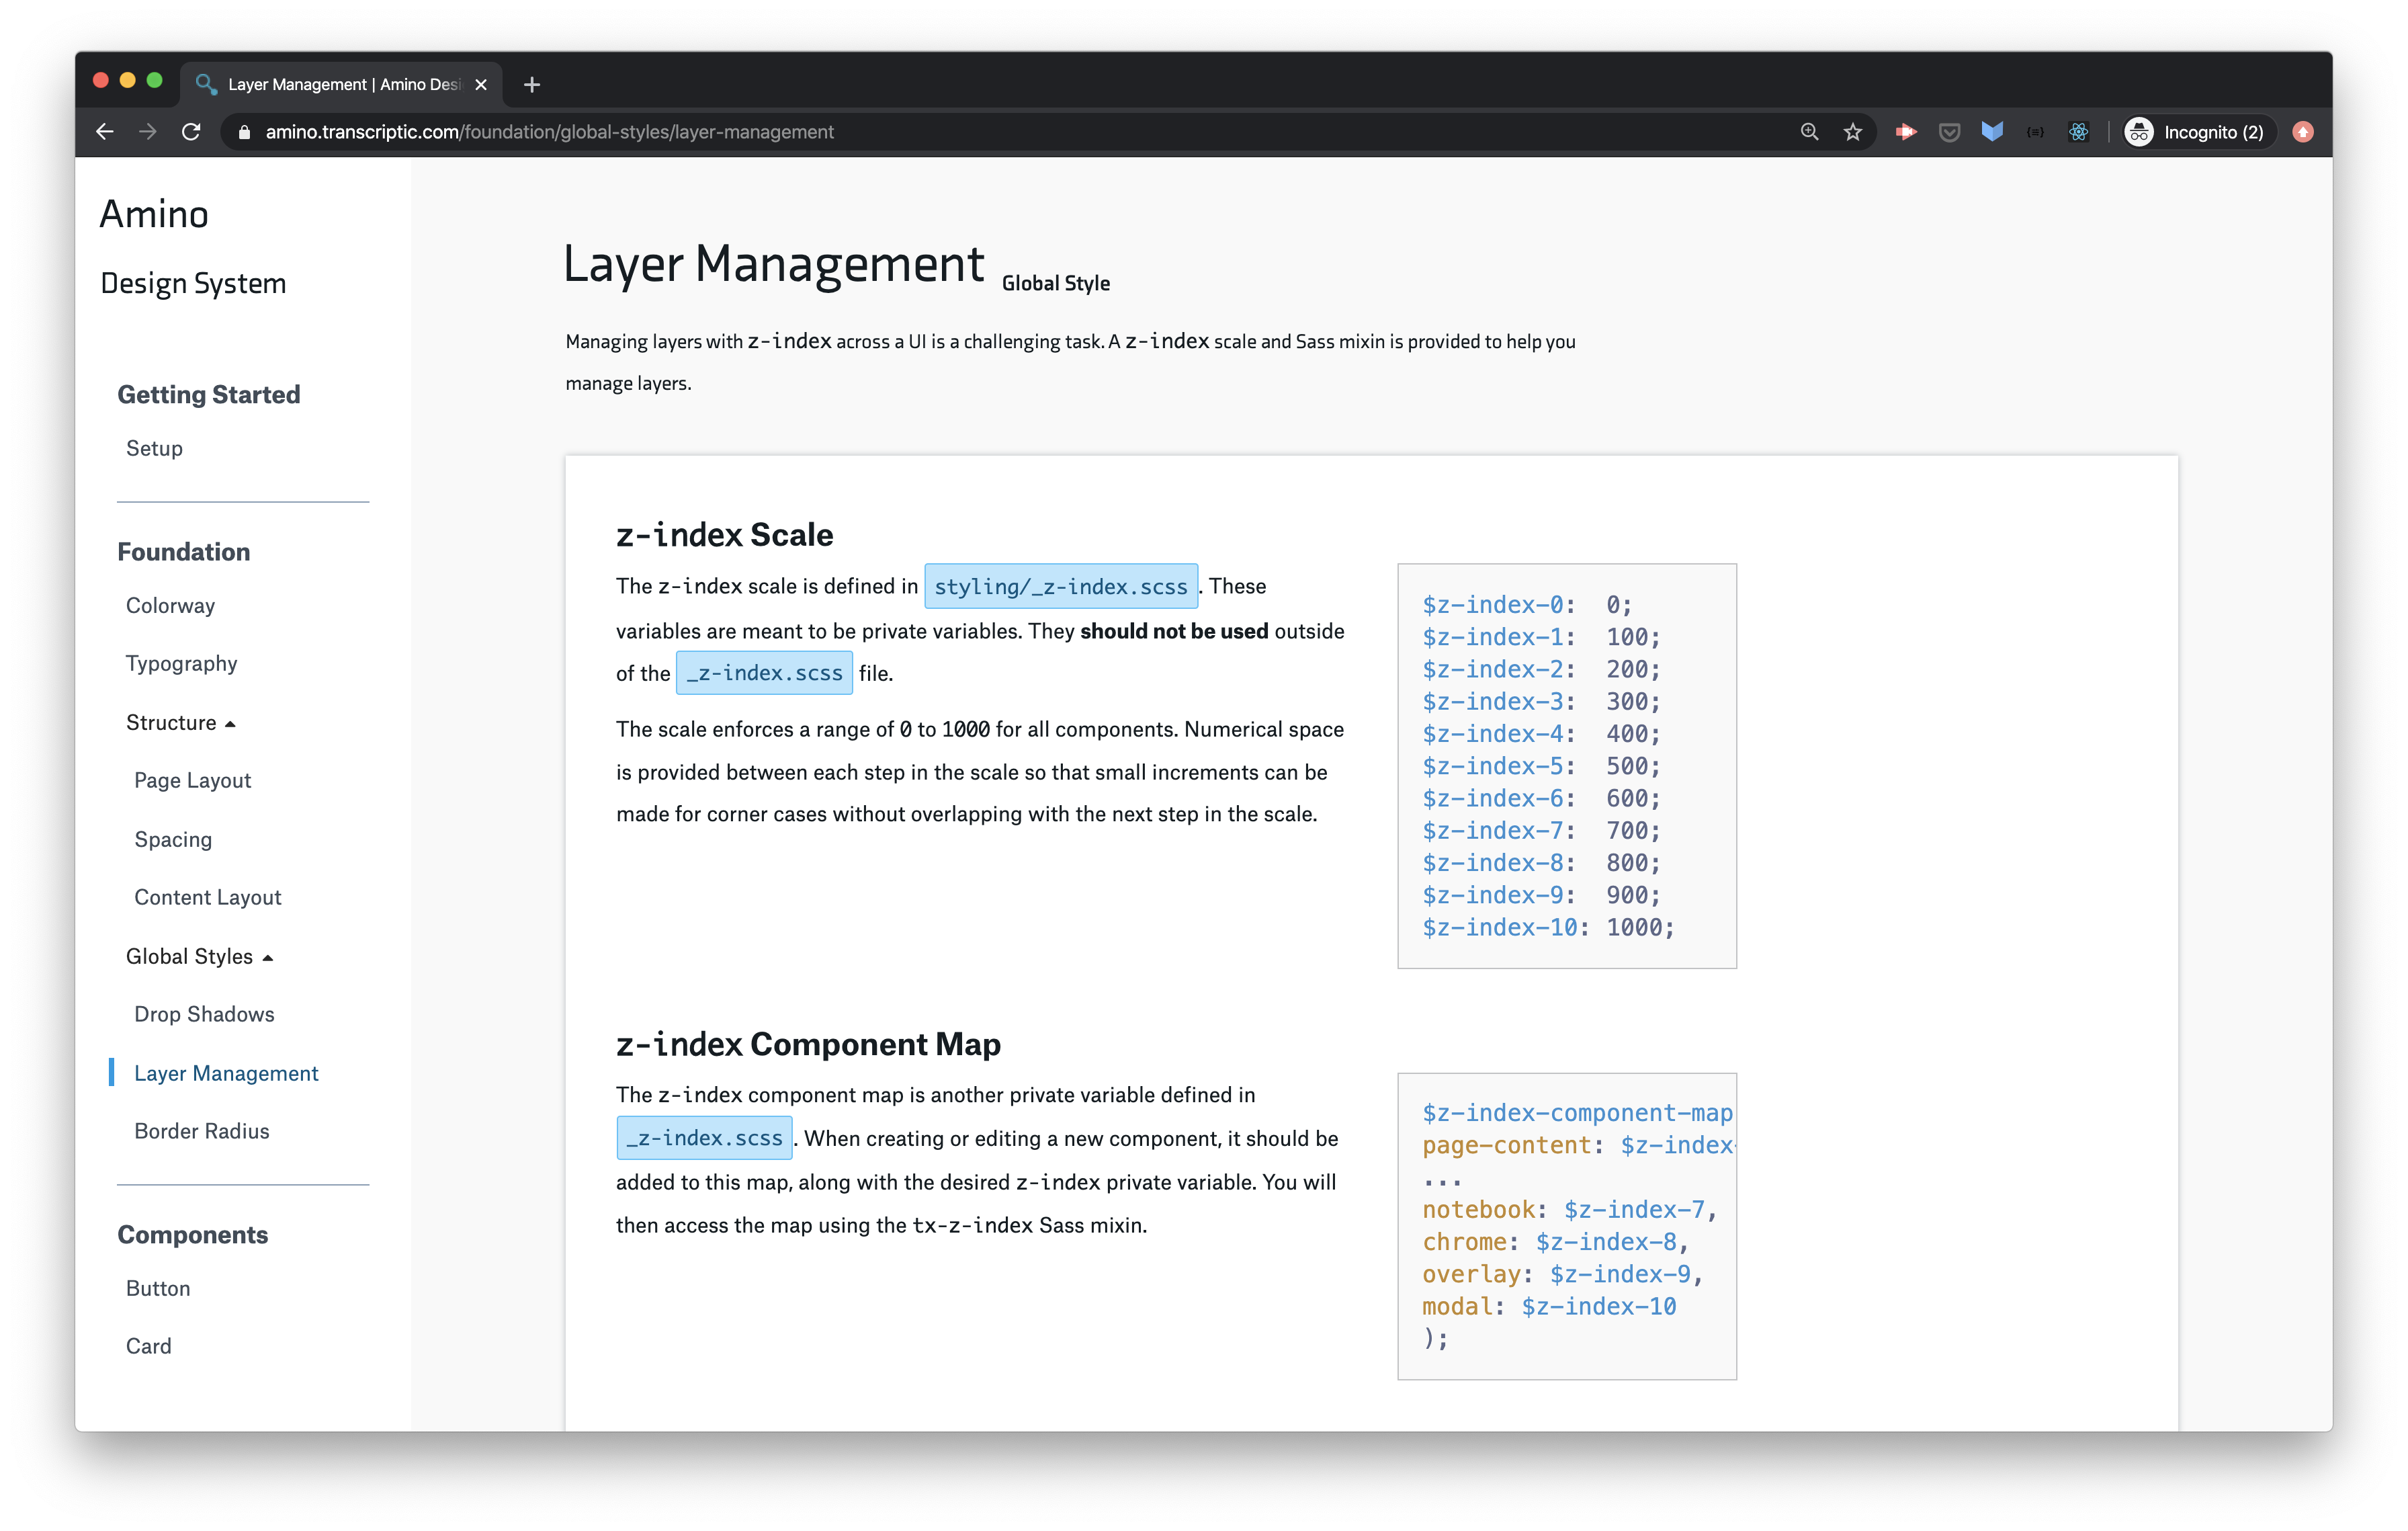 Layer Management | Amino Desi
amino.transcriptic.com/foundation/global-styles/layer-management
Incognito (2)
Amino
Design System
Getting Started
Setup
Foundation
Colorway
Typography
Structure
Page Layout
Spacing
Content Layout
Global Styles
Drop Shadows
Layer Management
Border Radius
Components
Button
Card
Layer Management Global Style
Managing layers with z-index across a UI is a challenging task. A z-index scale and Sass mixin is provided to help you
manage layers.
z-index Scale
The z-index scale is defined in styling/_z-index.scss. These
variables are meant to be private variables. They should not be used outside
of the _z-index.scss file.
The scale enforces a range of 0 to 1000 for all components. Numerical space
is provided between each step in the scale so that small increments can be
made for corner cases without overlapping with the next step in the scale.
$z-index-0:  0;
$z-index-1:  100;
$z-index-2:  200;
$z-index-3:  300;
$z-index-4:  400;
$z-index-5:  500;
$z-index-6:  600;
$z-index-7:  700;
$z-index-8:  800;
$z-index-9:  900;
$z-index-10: 1000;
z-index Component Map
The z-index component map is another private variable defined in
_z-index.scss. When creating or editing a new component, it should be
added to this map, along with the desired z-index private variable. You will
then access the map using the tx-z-index Sass mixin.
$z-index-component-map
page-content: $z-index-
...
notebook: $z-index-7,
chrome: $z-index-8,
overlay: $z-index-9,
modal: $z-index-10
);